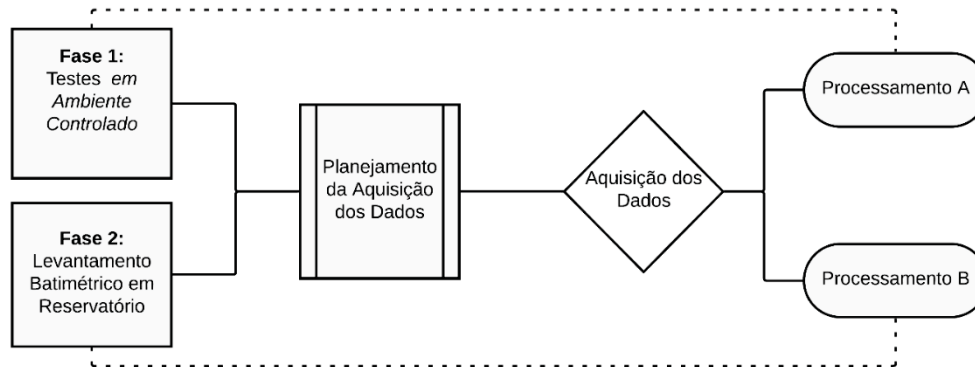 Fase 1:
Testes em
Ambiente
Controlado
Fase 2:
Levantamento
Batimétrico em
Reservatório
Planejamento
da Aquisição
dos Dados
Aquisição dos
Dados
Processamento A
Processamento B